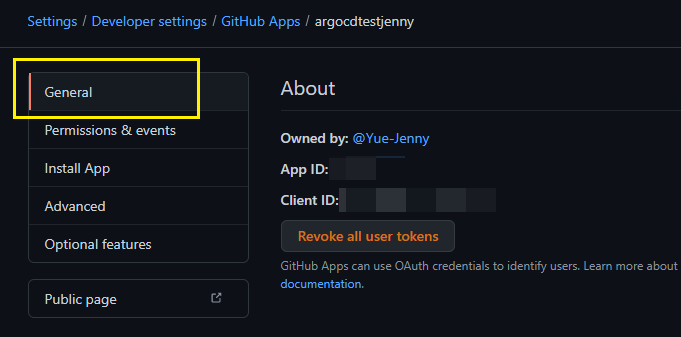 Settings / Developer settings / GitHub Apps / argocdtestjenny
General
Permissions & events
Install App
Advanced
Optional features
Public page
About
Owned by: @Yue-Jenny
App ID:
Client ID:
Revoke all user tokens
GitHub Apps can use OAuth credentials to identify users. Learn more about
documentation.